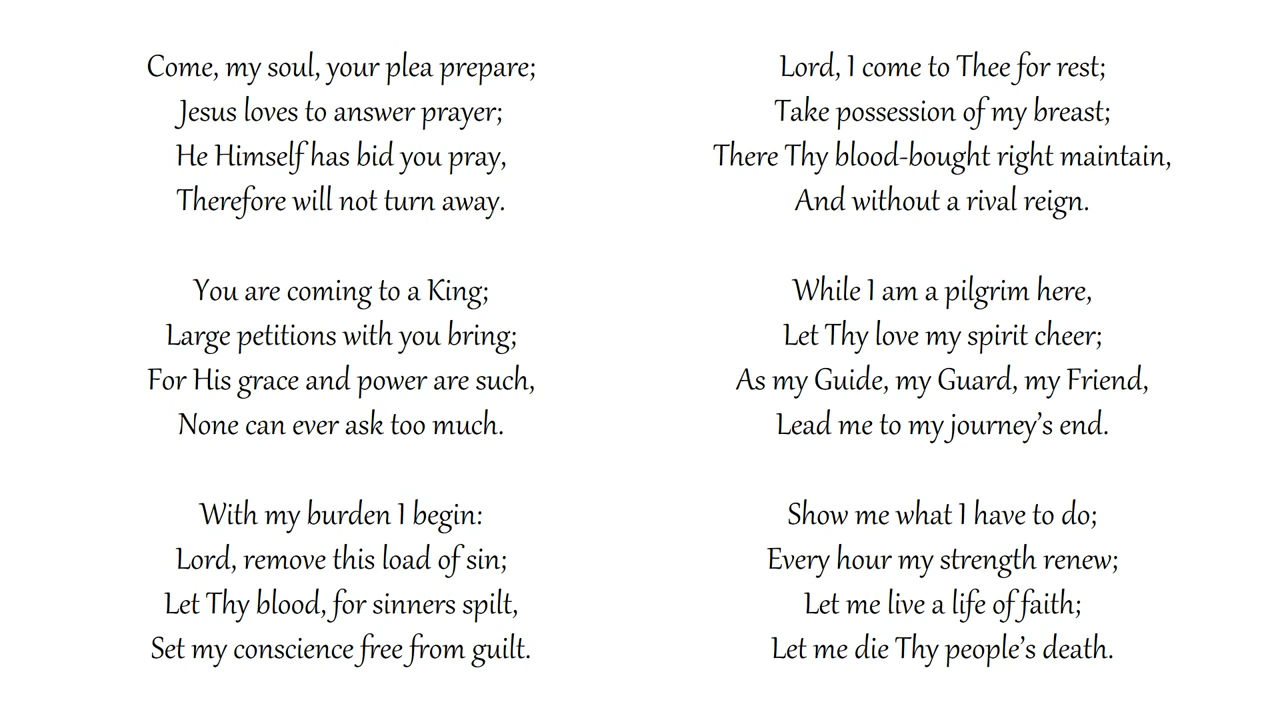 Come, my soul, your plea prepare;
Jesus loves to answer prayer;
He Himself has bid you pray,
Therefore will not turn away.
You are coming to a King;
Large petitions with you bring;
For His grace and power are such,
None can ever ask too much.
With my burden I begin:
Lord, remove this load of sin;
Let Thy blood, for sinners spilt,
Set my conscience free from guilt.
Lord, I come to Thee for rest;
Take possession of my breast;
There Thy blood-bought right maintain,
And without a rival reign.
While I am a pilgrim here,
Let Thy love my spirit cheer;
As my Guide, my Guard, my Friend,
Lead me to my journey’s end.
Show me what I have to do;
Every hour my strength renew;
Let me live a life of faith;
Let me die Thy people’s death.